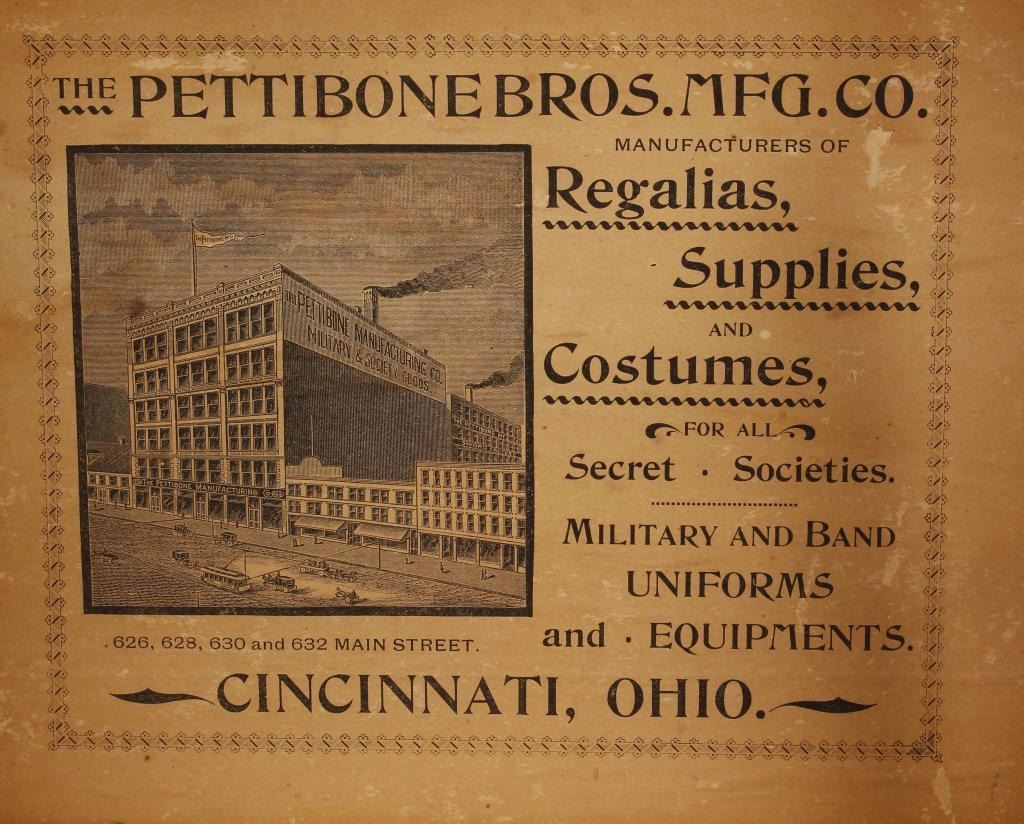 THE PETTIBONE BROS. MFG. CO.
MANUFACTURERS OF
Regalias,
Supplies,
AND
Costumes,
FOR ALL
Secret · Societies.
MILITARY AND BAND
UNIFORMS
and · EQUIPMENTS.
THE PETTIBONE MANUFACTURING CO.
MILITARY & SOCIETY GOODS.
THE PETTIBONE MANUFACTURING CO.
626, 628, 630 and 632 MAIN STREET.
CINCINNATI, OHIO.